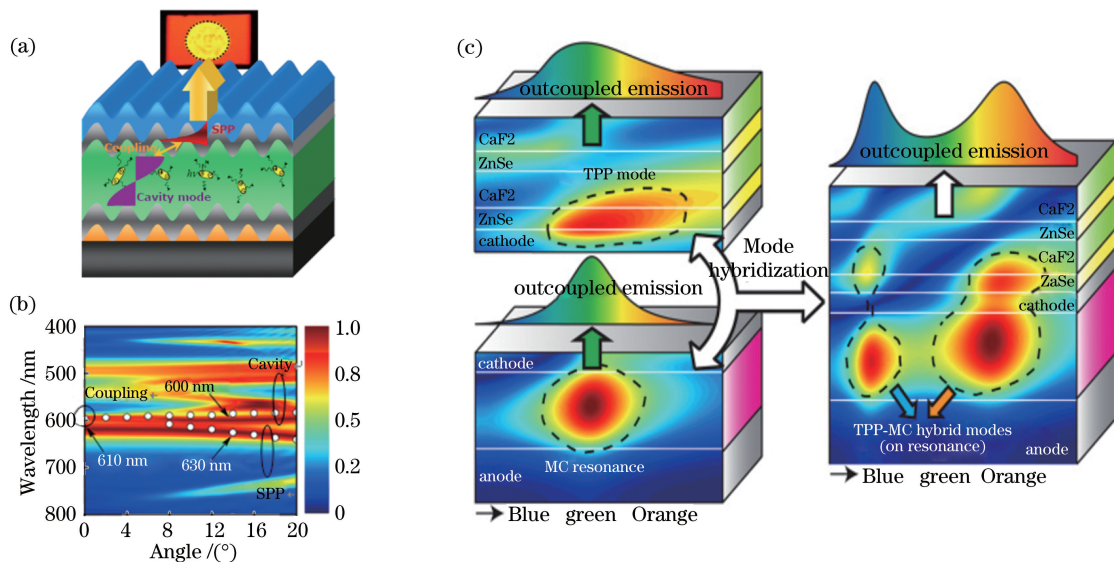 (a)
SPP
Coupling
hν
Cavity mode
(b)
Wavelength /nm
400
500
600
700
800
Cavity
Coupling
600 nm
610 nm
630 nm
SPP
0
4
8
12
16
20
Angle /(°)
1.0
0.8
0.6
0.4
0.2
0
(c)
outcoupled emission
CaF2
ZnSe
TPP mode
CaF2
ZnSe
cathode
Mode
hybridization
outcoupled emission
cathode
MC resonance
anode
Blue green Orange
outcoupled emission
CaF2
ZnSe
CaF2
ZaSe
cathode
TPP-MC hybrid modes
(on resonance)
anode
Blue green Orange